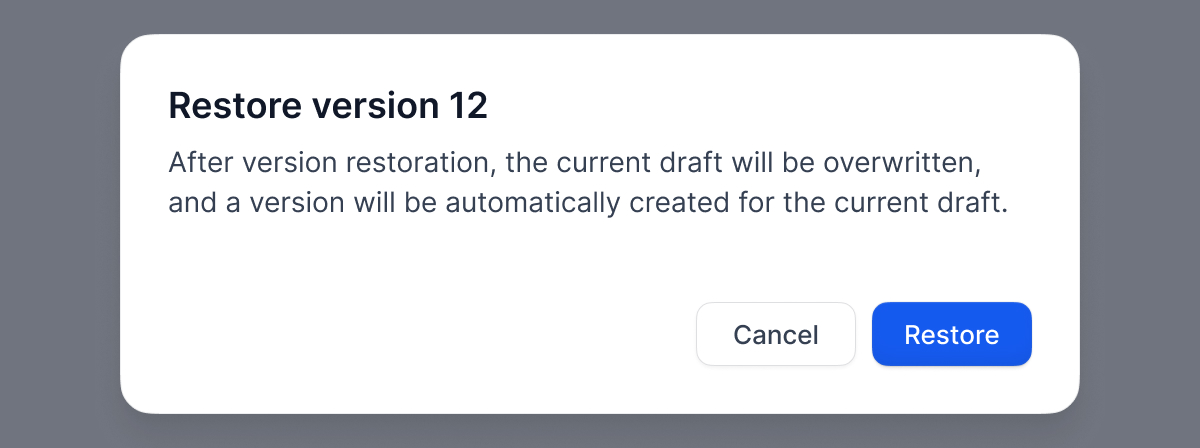 Restore version 12
After version restoration, the current draft will be overwritten,
and a version will be automatically created for the current draft.
Cancel
Restore